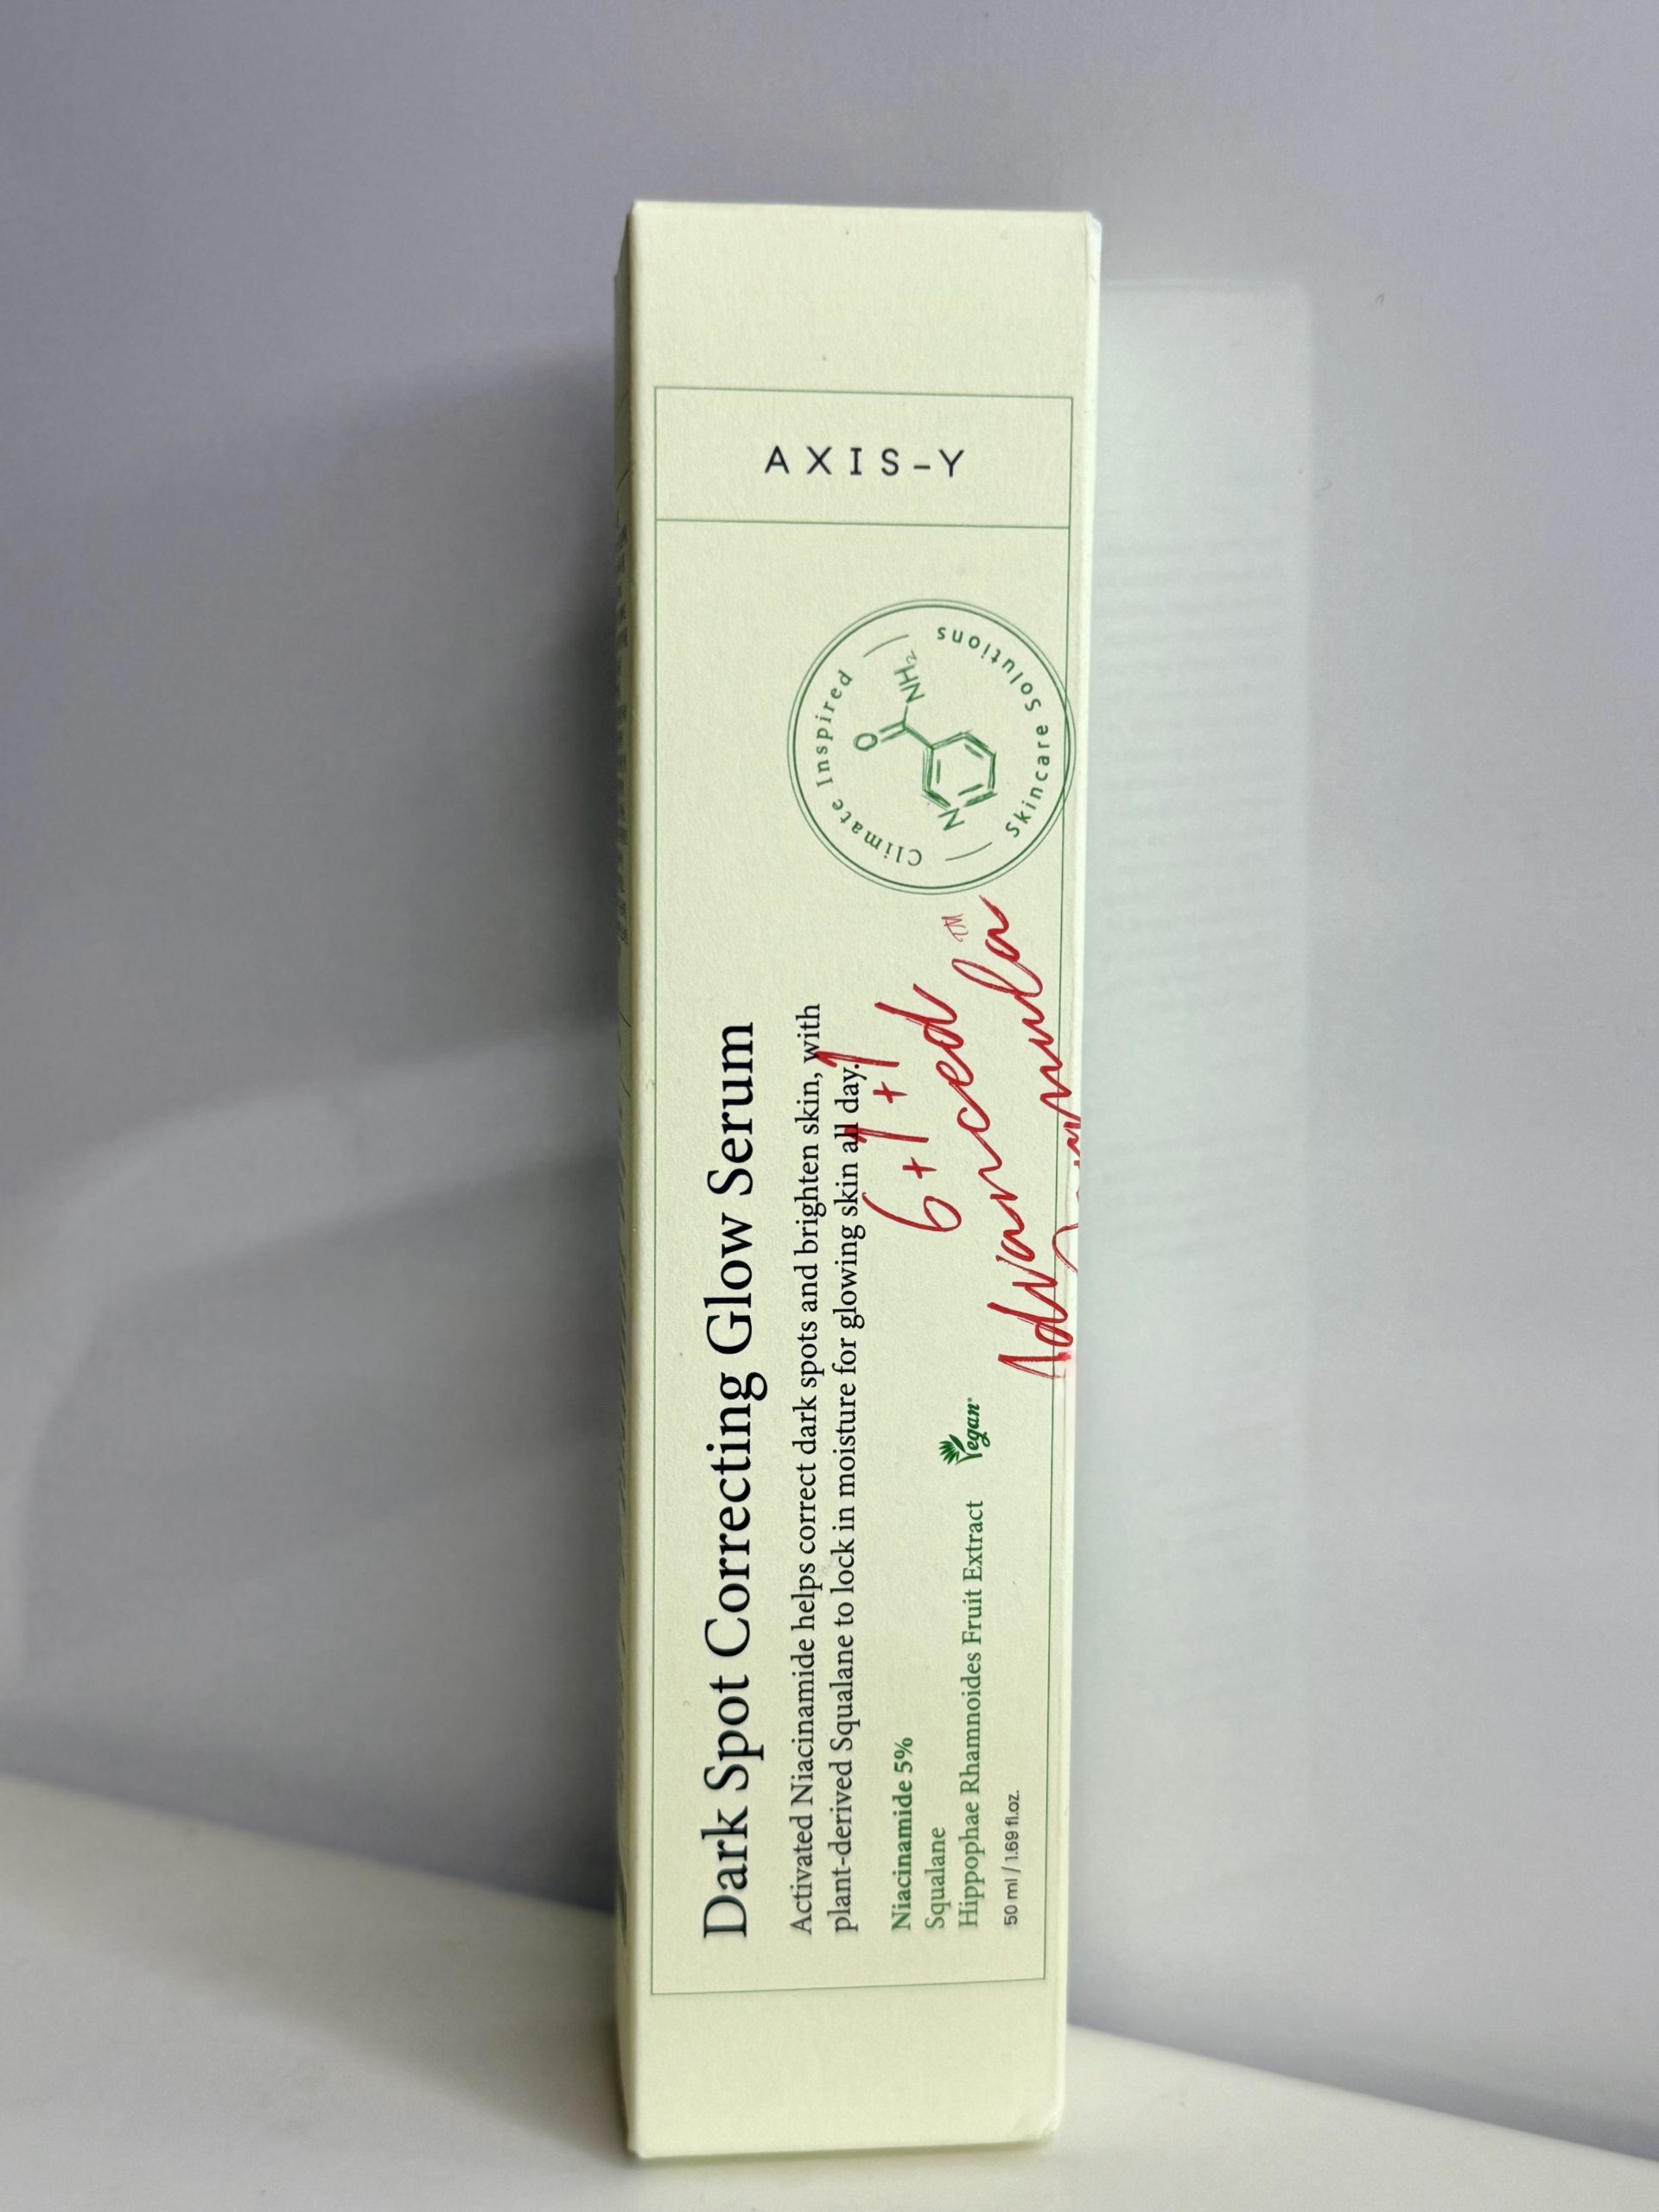 AXIS-Y
Climate Inspired
O
NH₂
N
Skincare Solutions
Dark Spot Correcting Glow Serum
Activated Niacinamide helps correct dark spots and brighten skin, with
plant-derived Squalane to lock in moisture for glowing skin all day.
6+1+1
Advanced
TM
Niacinamide 5%
Squalane
Hippophae Rhamnoides Fruit Extract
Vegan
50 ml / 1.69 fl.oz.